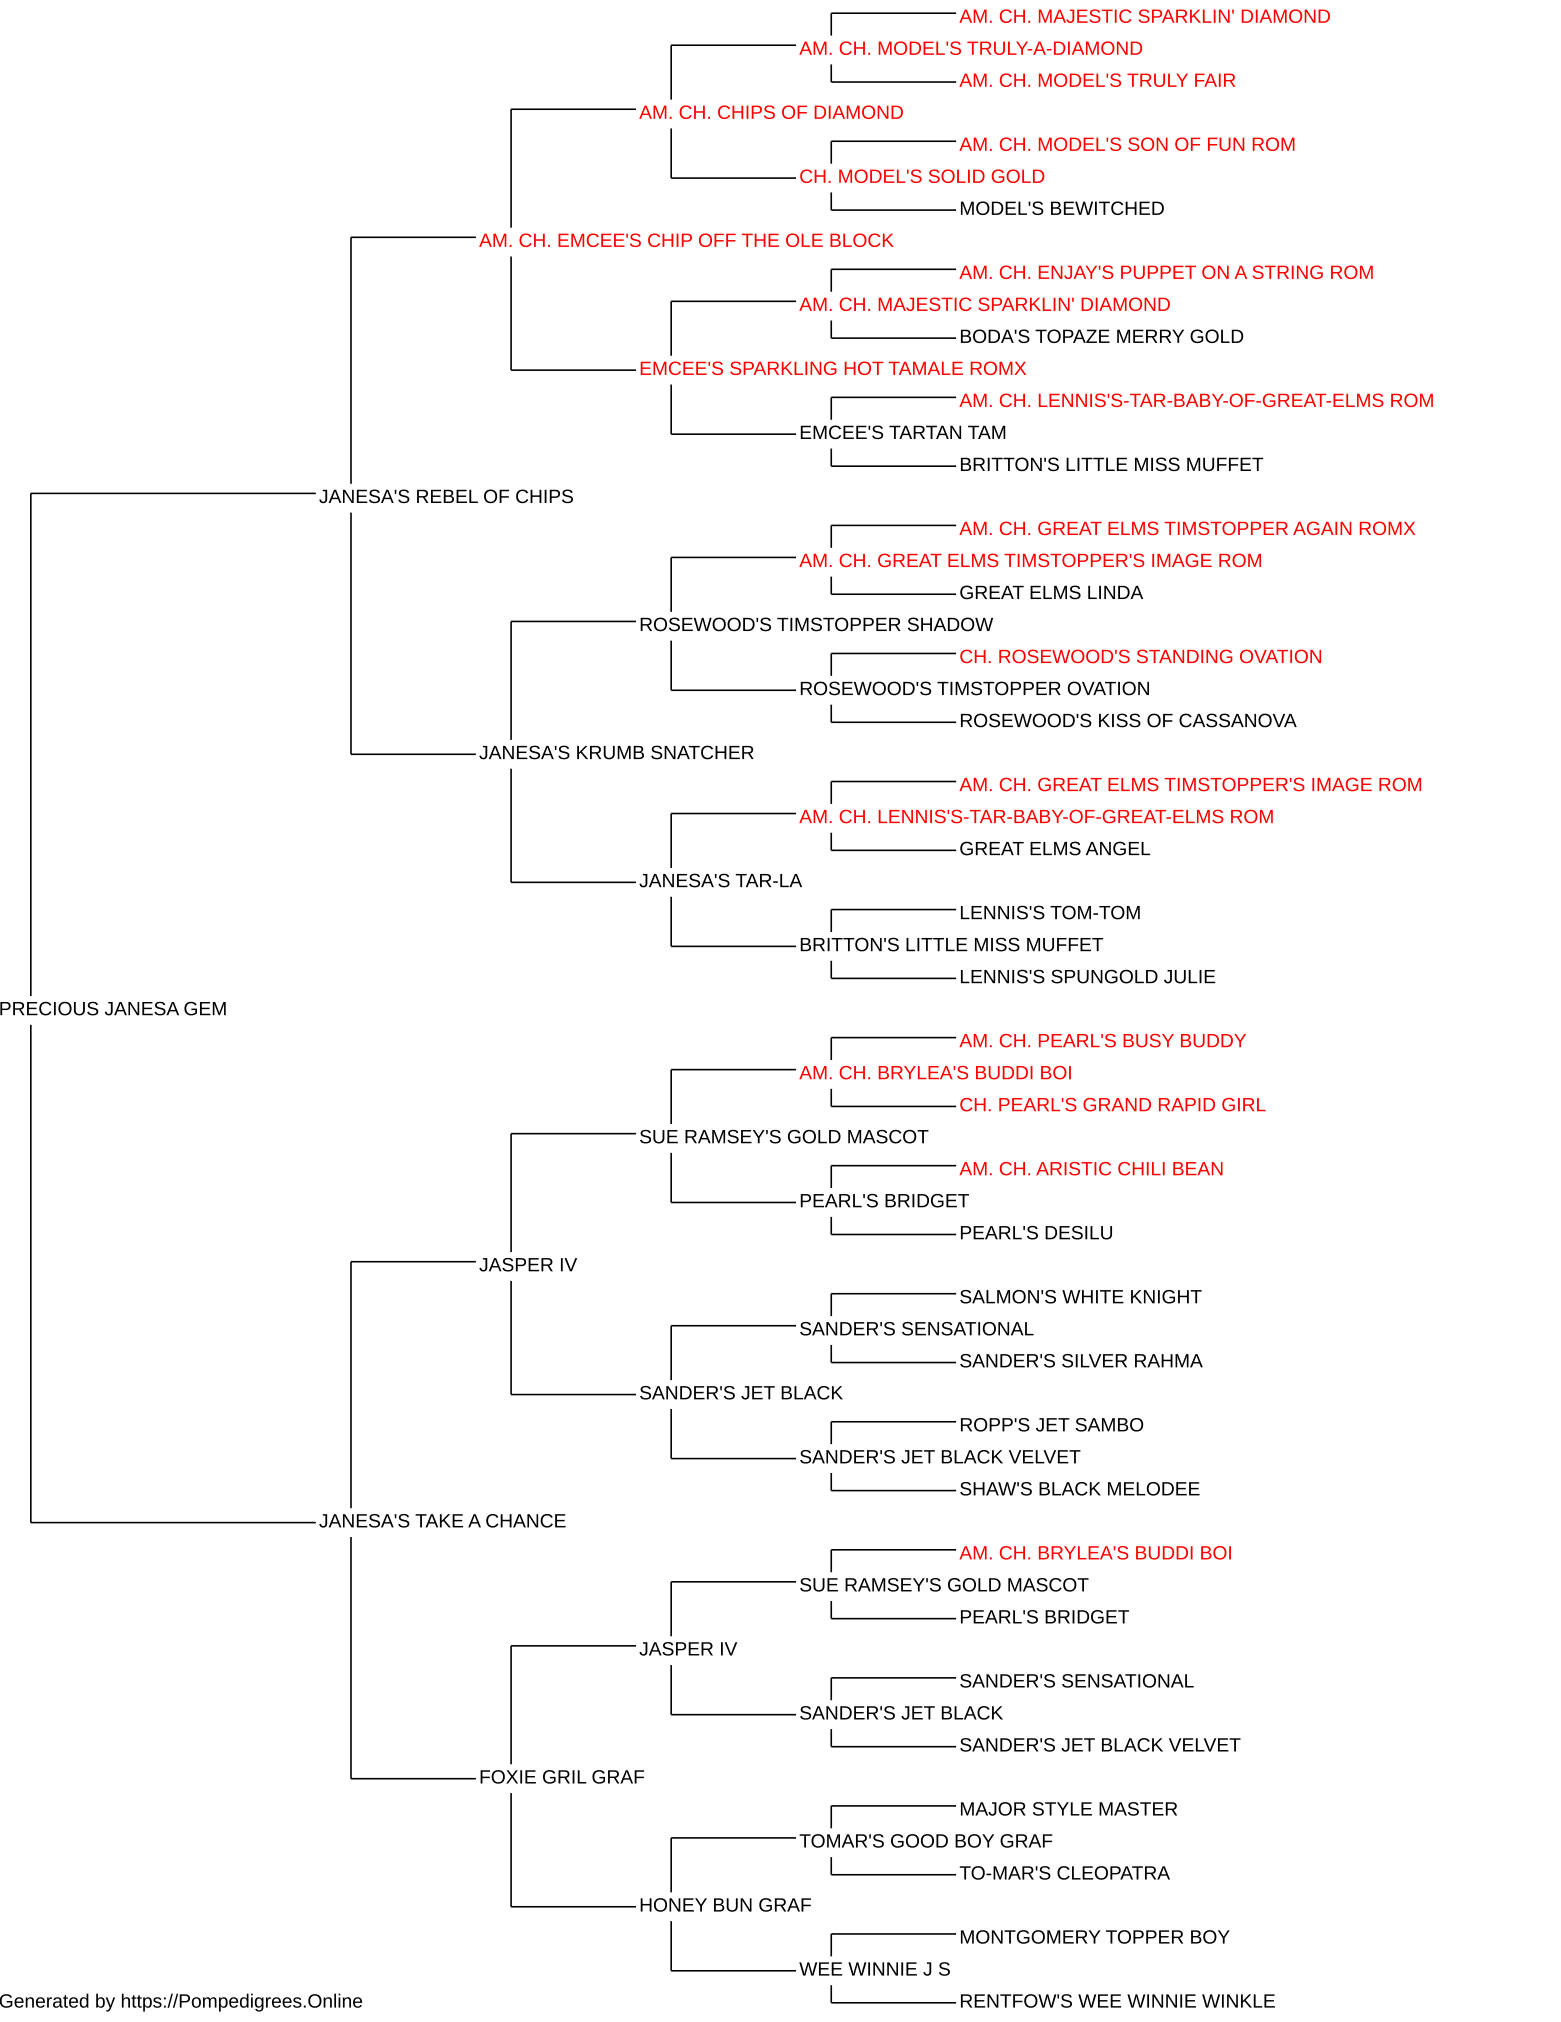 AM. CH. MAJESTIC SPARKLIN' DIAMOND
AM. CH. MODEL'S TRULY-A-DIAMOND
AM. CH. MODEL'S TRULY FAIR
AM. CH. CHIPS OF DIAMOND
AM. CH. MODEL'S SON OF FUN ROM
CH. MODEL'S SOLID GOLD
MODEL'S BEWITCHED
AM. CH. EMCEE'S CHIP OFF THE OLE BLOCK
AM. CH. ENJAY'S PUPPET ON A STRING ROM
AM. CH. MAJESTIC SPARKLIN' DIAMOND
BODA'S TOPAZE MERRY GOLD
EMCEE'S SPARKLING HOT TAMALE ROMX
AM. CH. LENNIS'S-TAR-BABY-OF-GREAT-ELMS ROM
EMCEE'S TARTAN TAM
BRITTON'S LITTLE MISS MUFFET
JANESA'S REBEL OF CHIPS
AM. CH. GREAT ELMS TIMSTOPPER AGAIN ROMX
AM. CH. GREAT ELMS TIMSTOPPER'S IMAGE ROM
GREAT ELMS LINDA
ROSEWOOD'S TIMSTOPPER SHADOW
CH. ROSEWOOD'S STANDING OVATION
ROSEWOOD'S TIMSTOPPER OVATION
ROSEWOOD'S KISS OF CASSANOVA
JANESA'S KRUMB SNATCHER
AM. CH. GREAT ELMS TIMSTOPPER'S IMAGE ROM
AM. CH. LENNIS'S-TAR-BABY-OF-GREAT-ELMS ROM
GREAT ELMS ANGEL
JANESA'S TAR-LA
LENNIS'S TOM-TOM
BRITTON'S LITTLE MISS MUFFET
LENNIS'S SPUNGOLD JULIE
PRECIOUS JANESA GEM
AM. CH. PEARL'S BUSY BUDDY
AM. CH. BRYLEA'S BUDDI BOI
CH. PEARL'S GRAND RAPID GIRL
SUE RAMSEY'S GOLD MASCOT
AM. CH. ARISTIC CHILI BEAN
PEARL'S BRIDGET
PEARL'S DESILU
JASPER IV
SALMON'S WHITE KNIGHT
SANDER'S SENSATIONAL
SANDER'S SILVER RAHMA
SANDER'S JET BLACK
ROPP'S JET SAMBO
SANDER'S JET BLACK VELVET
SHAW'S BLACK MELODEE
JANESA'S TAKE A CHANCE
AM. CH. BRYLEA'S BUDDI BOI
SUE RAMSEY'S GOLD MASCOT
PEARL'S BRIDGET
JASPER IV
SANDER'S SENSATIONAL
SANDER'S JET BLACK
SANDER'S JET BLACK VELVET
FOXIE GRIL GRAF
MAJOR STYLE MASTER
TOMAR'S GOOD BOY GRAF
TO-MAR'S CLEOPATRA
HONEY BUN GRAF
MONTGOMERY TOPPER BOY
WEE WINNIE J S
RENTFOW'S WEE WINNIE WINKLE
Generated by https://Pompedigrees.Online